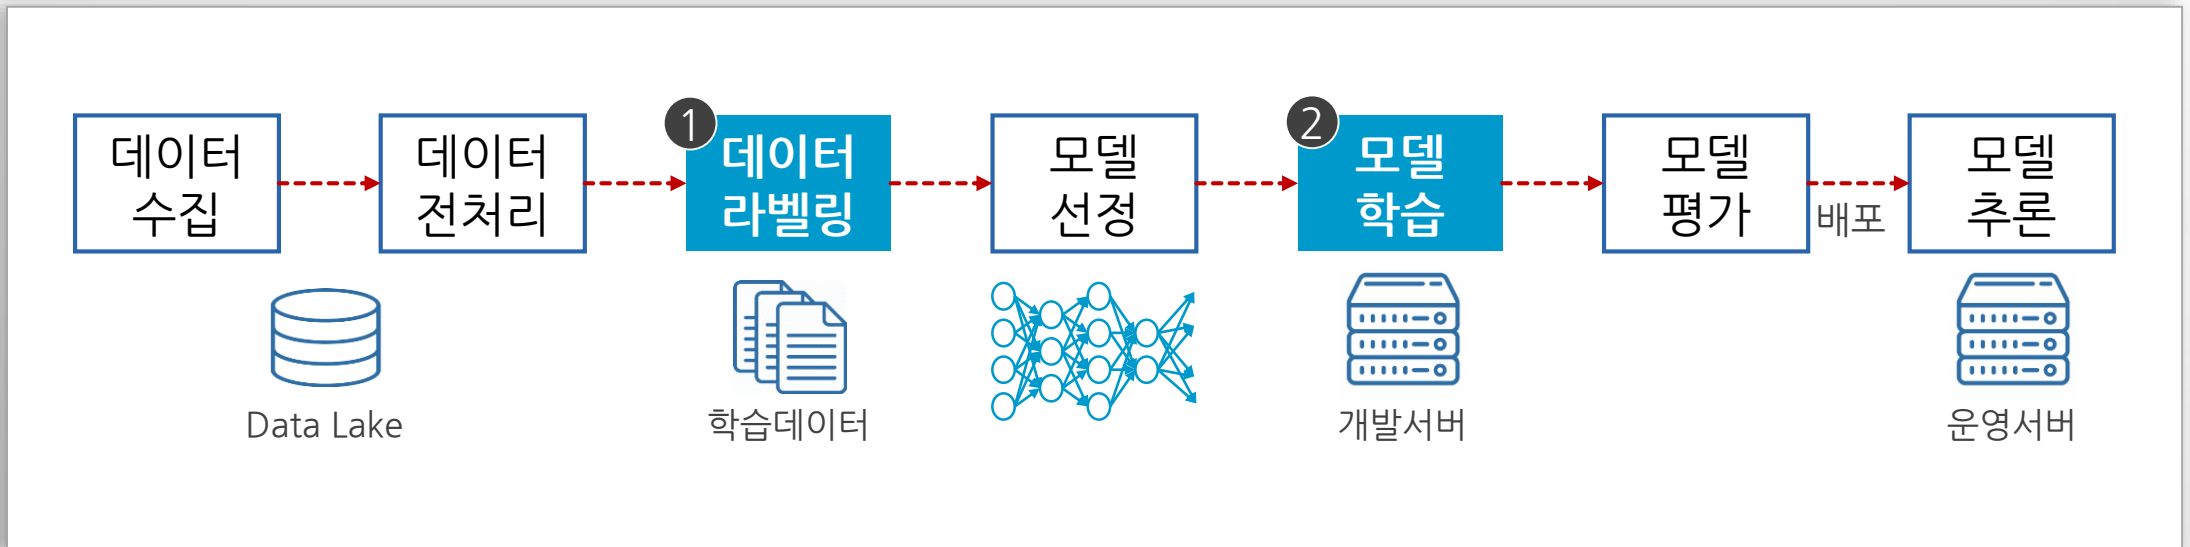 데이터
수집
데이터
전처리
1
데이터
라벨링
모델
선정
2
모델
학습
모델
평가
배포
모델
추론
Data Lake
학습데이터
개발서버
운영서버